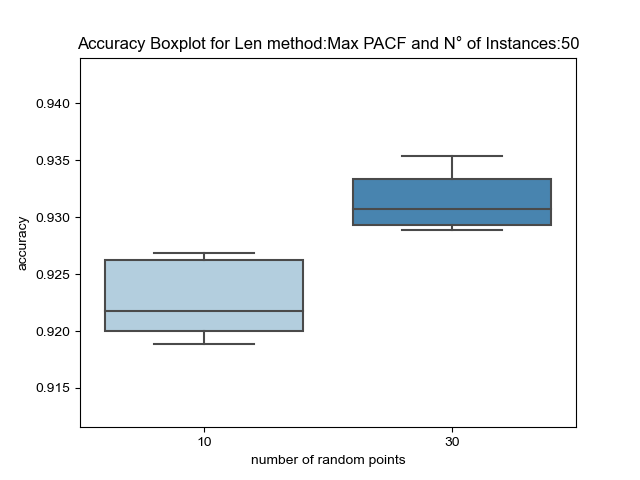 Accuracy Boxplot for Len method:Max PACF and N° of Instances:50
0.940
0.935
0.930
0.925
0.920
0.915
accuracy
10 30
number of random points